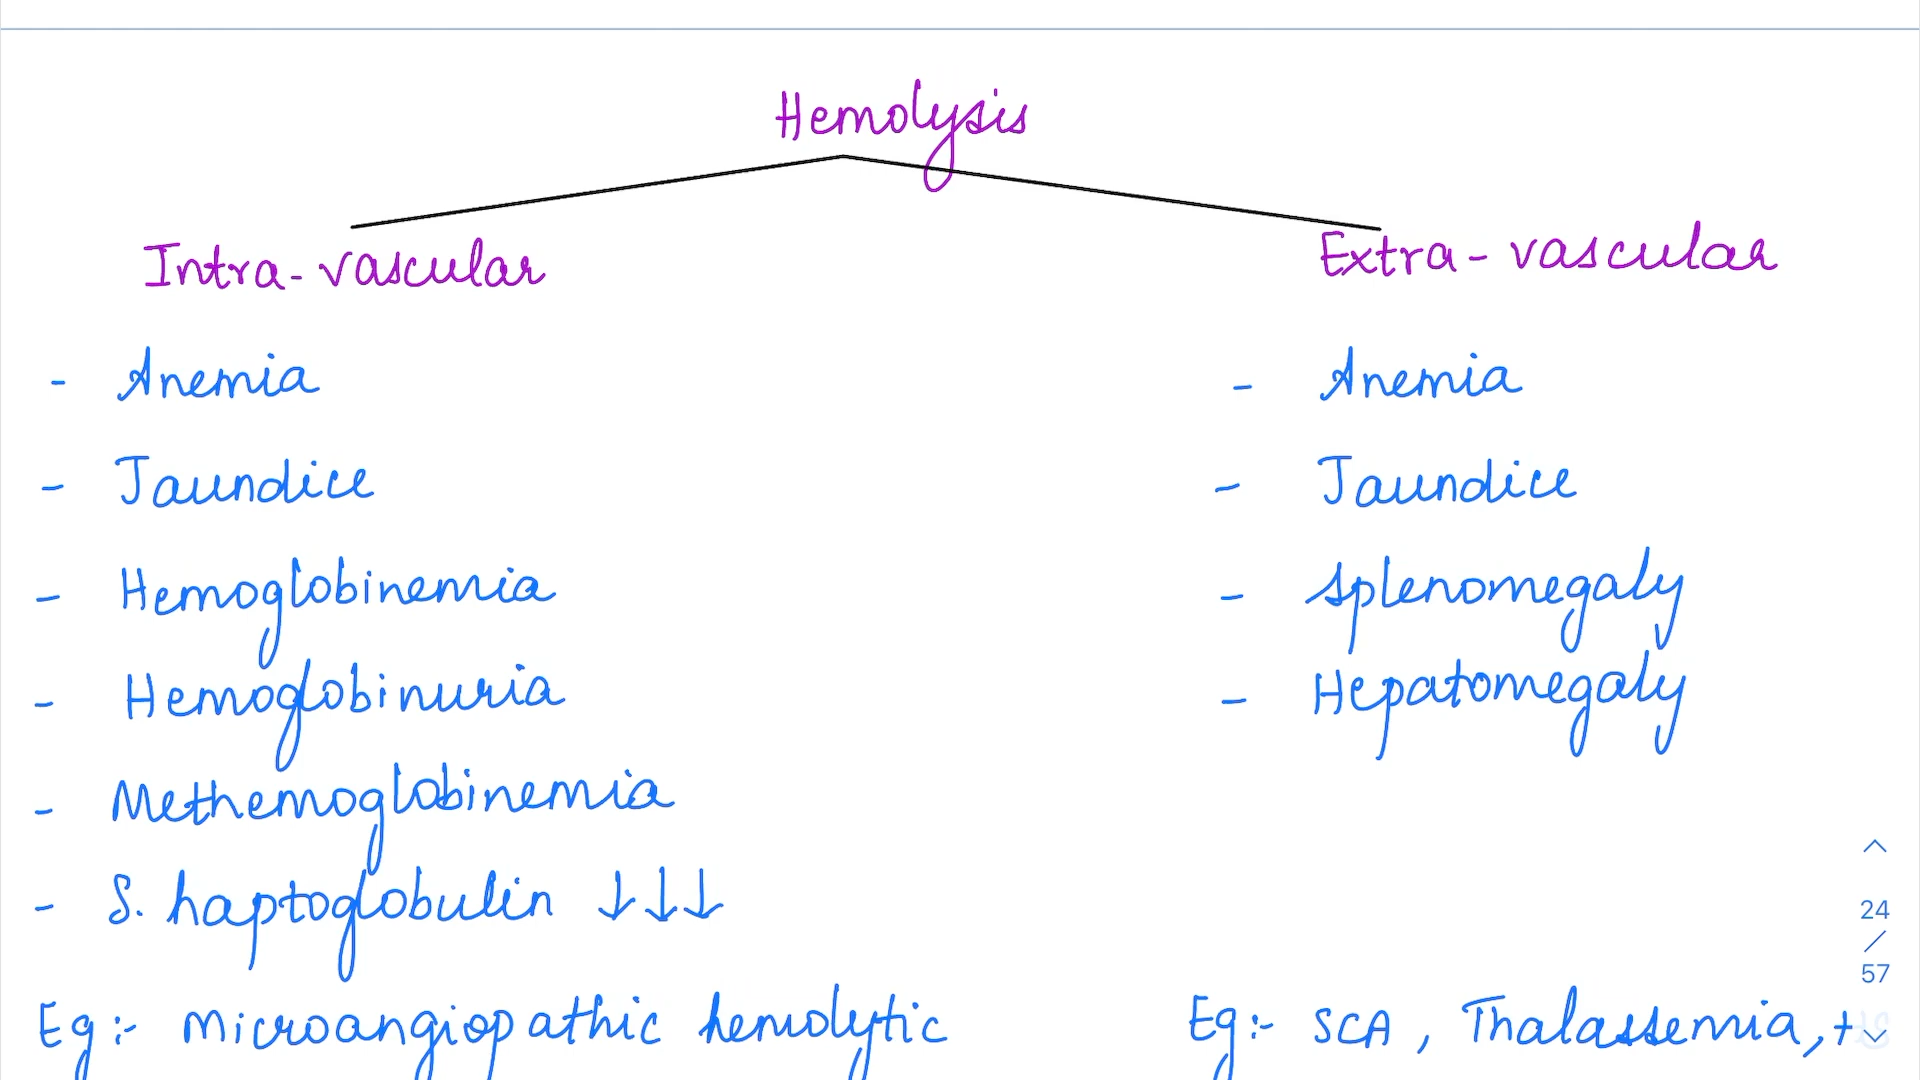 Hemolysis
Intra-vascular
Extra-vascular
- Anemia
- Jaundice
- Hemoglobinemia
- Hemoglobinuria
- Methemoglobinemia
- S. haptoglobulin ↓↓↓
Eg:- Microangiopathic hemolytic
- Anemia
- Jaundice
- Splenomegaly
- Hepatomegaly
Eg:- SCA, Thalassemia,
24
/
57